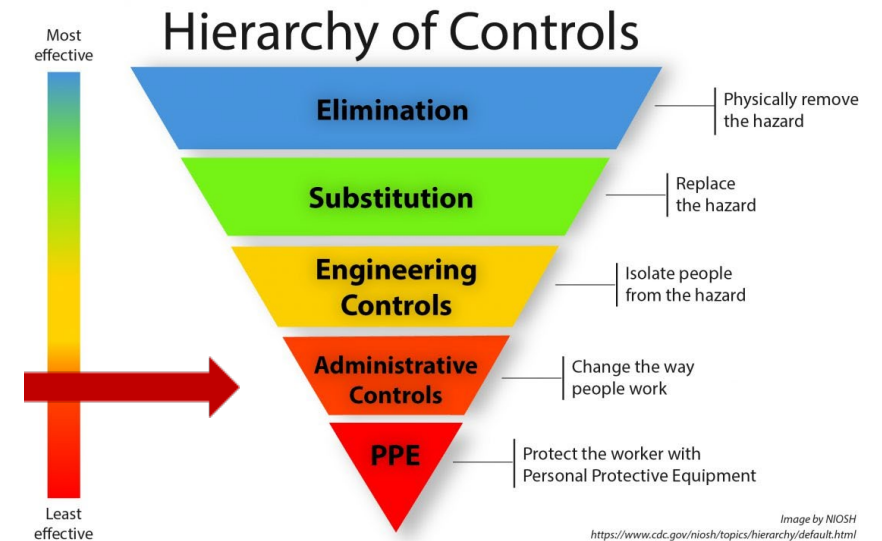 Hierarchy of Controls
Most
effective
Elimination
Physically remove
the hazard
Substitution
Replace
the hazard
Engineering
Controls
Isolate people
from the hazard
Administrative
Controls
Change the way
people work
PPE
Protect the worker with
Personal Protective Equipment
Least
effective
Image by NIOSH
https://www.cdc.gov/niosh/topics/hierarchy/default.html